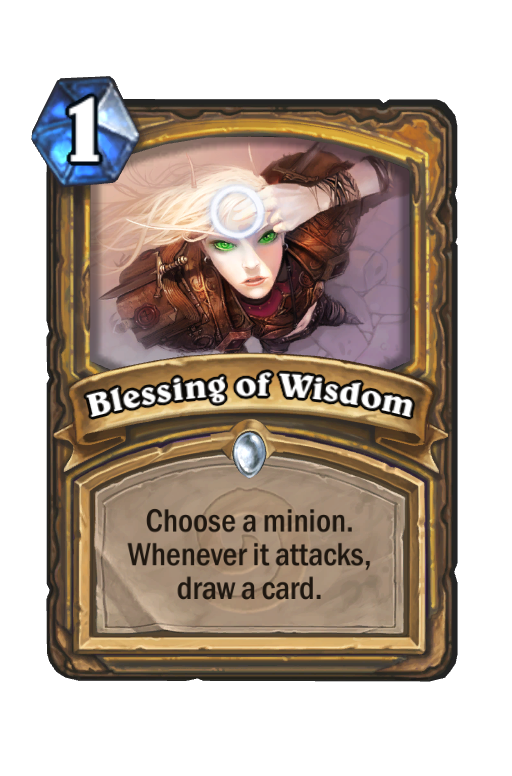 1
Blessing of Wisdom
Choose a minion.
Whenever it attacks,
draw a card.